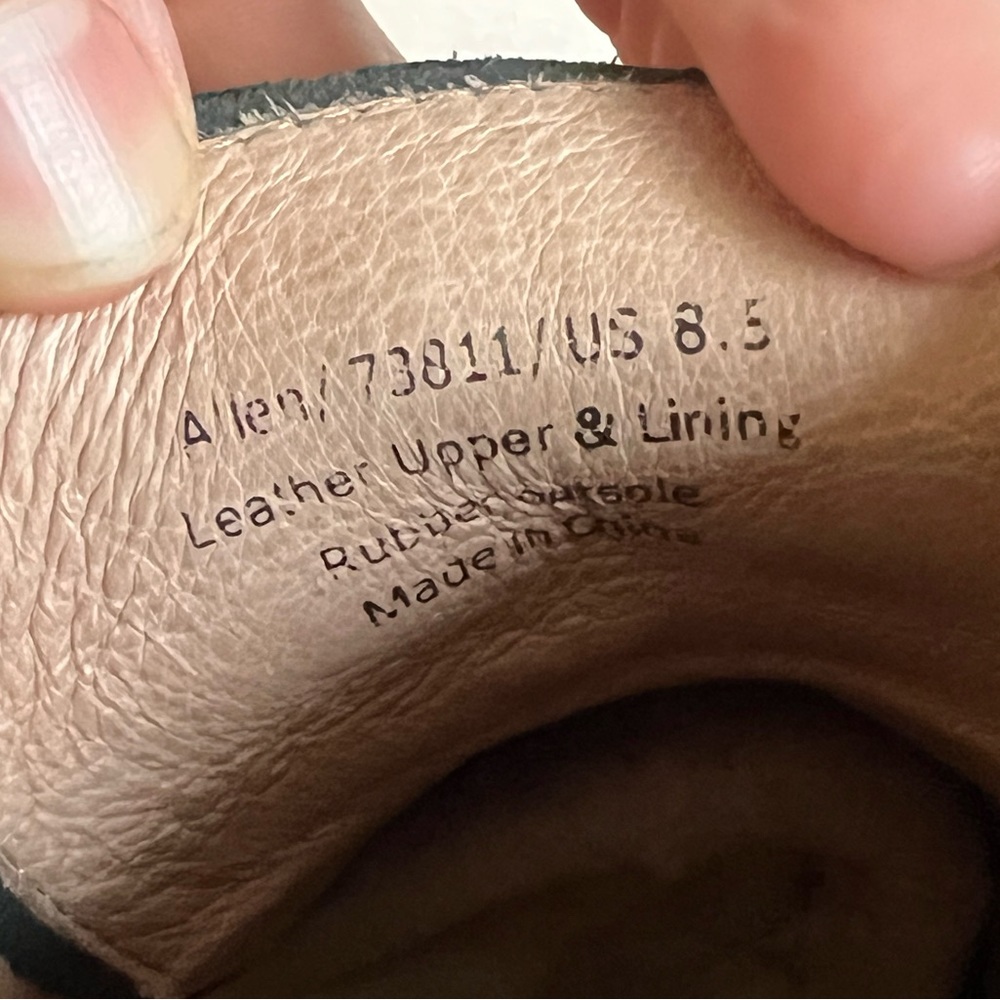 Allen/73811/US 8.5
Leather Upper & Lining
Rubber outsole
Made in China